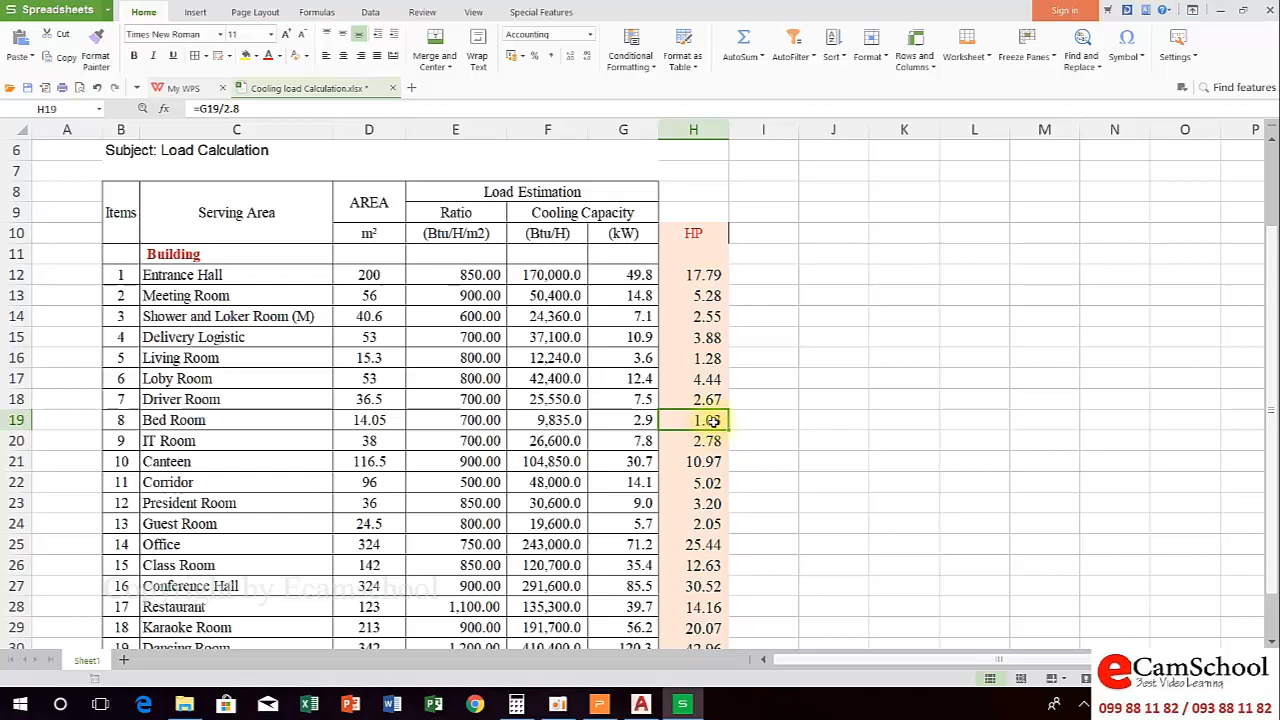 Spreadsheets
Home Insert Page Layout Formulas Data Review View Special Features
Sign in
Paste Cut Copy Format Painter Times New Roman 11 B I U Merge and Center Wrap Text Accounting Conditional Formatting Format as Table AutoSum AutoFilter Sort Format Rows and Columns Worksheet Freeze Panes Find and Replace Symbol Settings
My WPS Cooling load Calculation.xlsx * Find features
H19 fx =G19/2.8
A B C D E F G H I J K L M N O P
6 Subject: Load Calculation
7
8 Items Serving Area AREA Load Estimation
9 Ratio Cooling Capacity
10 m² (Btu/H/m2) (Btu/H) (kW) HP
11 Building
12 1 Entrance Hall 200 850.00 170,000.0 49.8 17.79
13 2 Meeting Room 56 900.00 50,400.0 14.8 5.28
14 3 Shower and Loker Room (M) 40.6 600.00 24,360.0 7.1 2.55
15 4 Delivery Logistic 53 700.00 37,100.0 10.9 3.88
16 5 Living Room 15.3 800.00 12,240.0 3.6 1.28
17 6 Loby Room 53 800.00 42,400.0 12.4 4.44
18 7 Driver Room 36.5 700.00 25,550.0 7.5 2.67
19 8 Bed Room 14.05 700.00 9,835.0 2.9
20 9 IT Room 38 700.00 26,600.0 7.8 2.78
21 10 Canteen 116.5 900.00 104,850.0 30.7 10.97
22 11 Corridor 96 500.00 48,000.0 14.1 5.02
23 12 President Room 36 850.00 30,600.0 9.0 3.20
24 13 Guest Room 24.5 800.00 19,600.0 5.7 2.05
25 14 Office 324 750.00 243,000.0 71.2 25.44
26 15 Class Room 142 850.00 120,700.0 35.4 12.63
27 16 Conference Hall 324 900.00 291,600.0 85.5 30.52
Copyright by EcamSchool
28 17 Restaurant 123 1,100.00 135,300.0 39.7 14.16
29 18 Karaoke Room 213 900.00 191,700.0 56.2 20.07
30 19 Dancing Room 342 1,200.00 410,400.0 120.3 42.96
Sheet1
eCamSchool
Best Video Learning
099 88 11 82 / 093 88 11 82